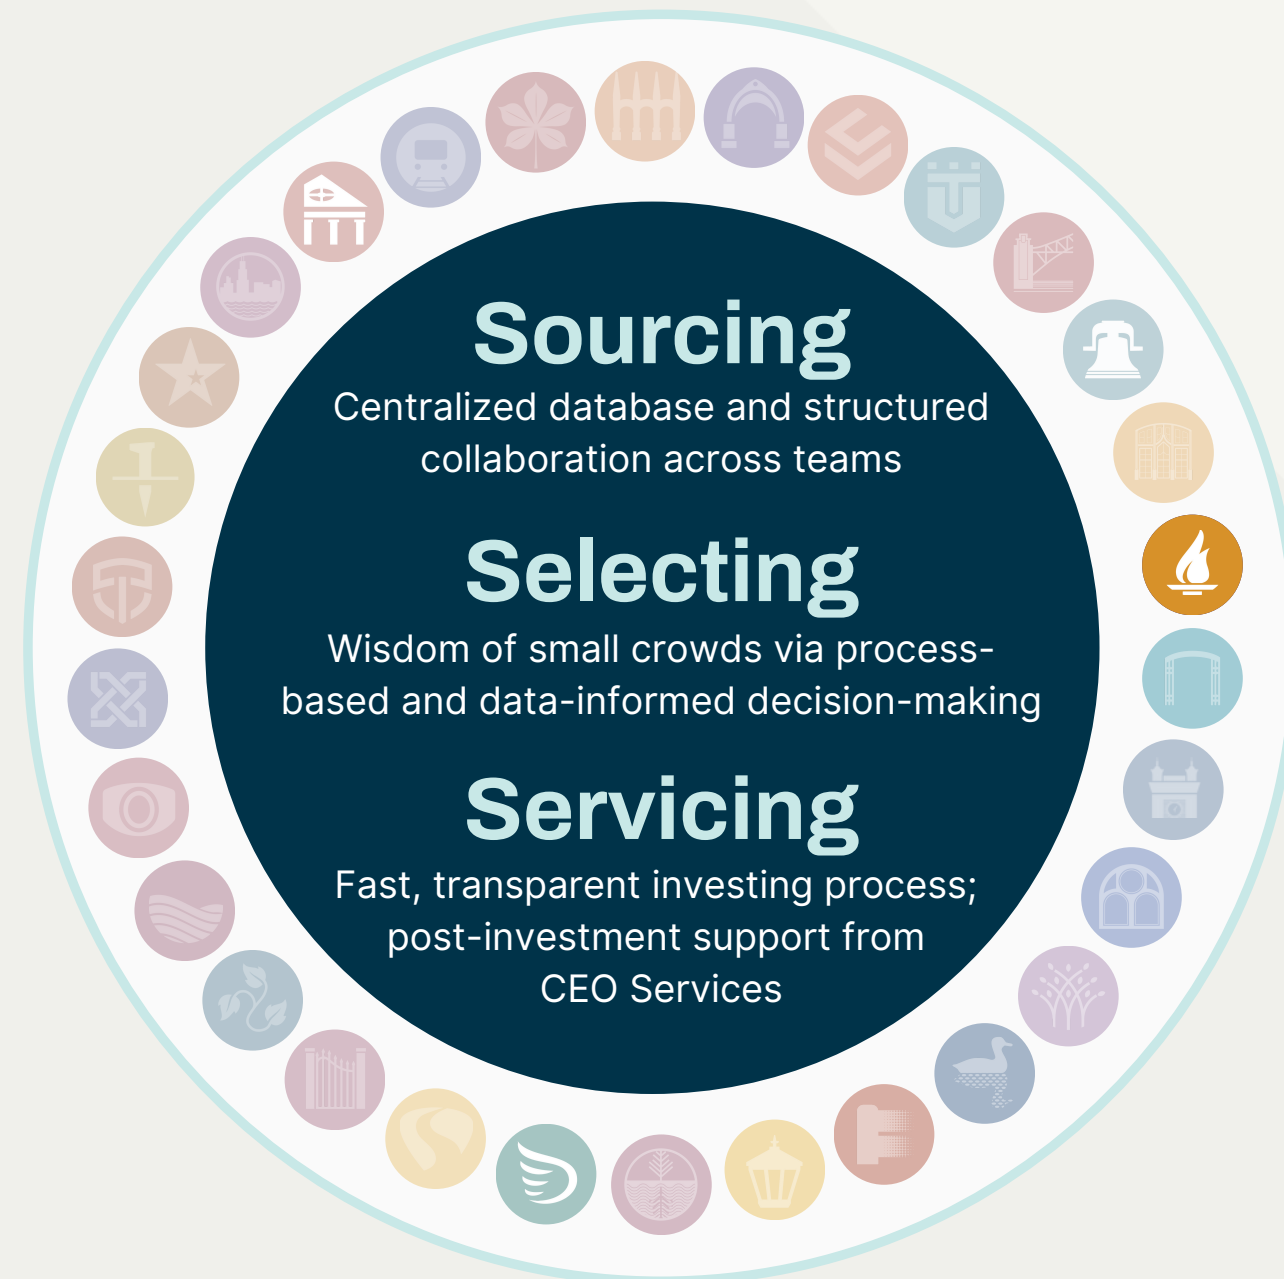 Sourcing
Centralized database and structured
collaboration across teams
Selecting
Wisdom of small crowds via process-
based and data-informed decision-making
Servicing
Fast, transparent investing process;
post-investment support from
CEO Services